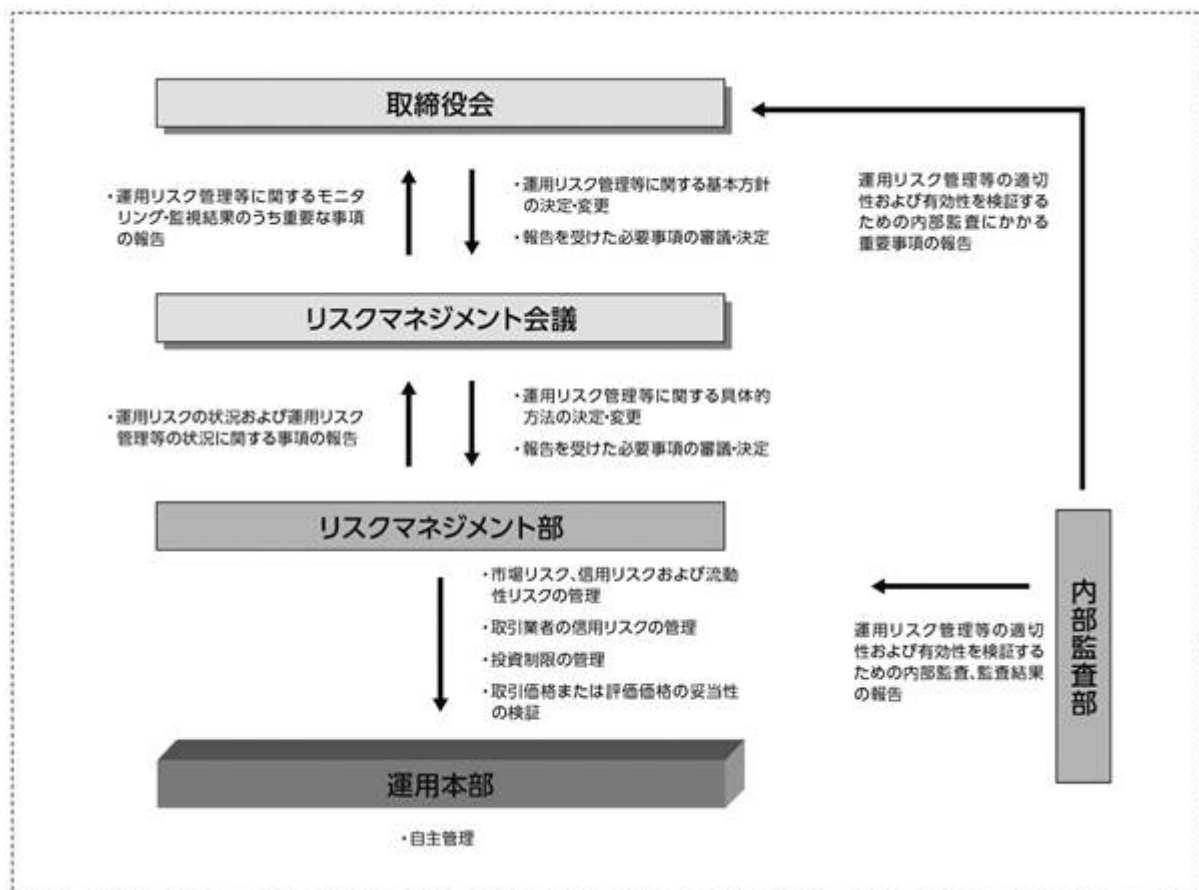 取締役会
・運用リスク管理等に関するモニタ
リング・監視結果のうち重要な事項
の報告
・運用リスク管理等に関する基本方針
の決定・変更
・報告を受けた必要事項の審議・決定
運用リスク管理等の適切
性および有効性を検証する
ための内部監査にかかる
重要事項の報告
リスクマネジメント会議
・運用リスクの状況および運用リスク
管理等の状況に関する事項の報告
・運用リスク管理等に関する具体的
方法の決定・変更
・報告を受けた必要事項の審議・決定
リスクマネジメント部
・市場リスク、信用リスクおよび流動
性リスクの管理
・取引業者の信用リスクの管理
・投資制限の管理
・取引価格または評価価格の妥当性
の検証
運用リスク管理等の適切
性および有効性を検証する
ための内部監査、監査結果
の報告
内部監査部
運用本部
・自主管理